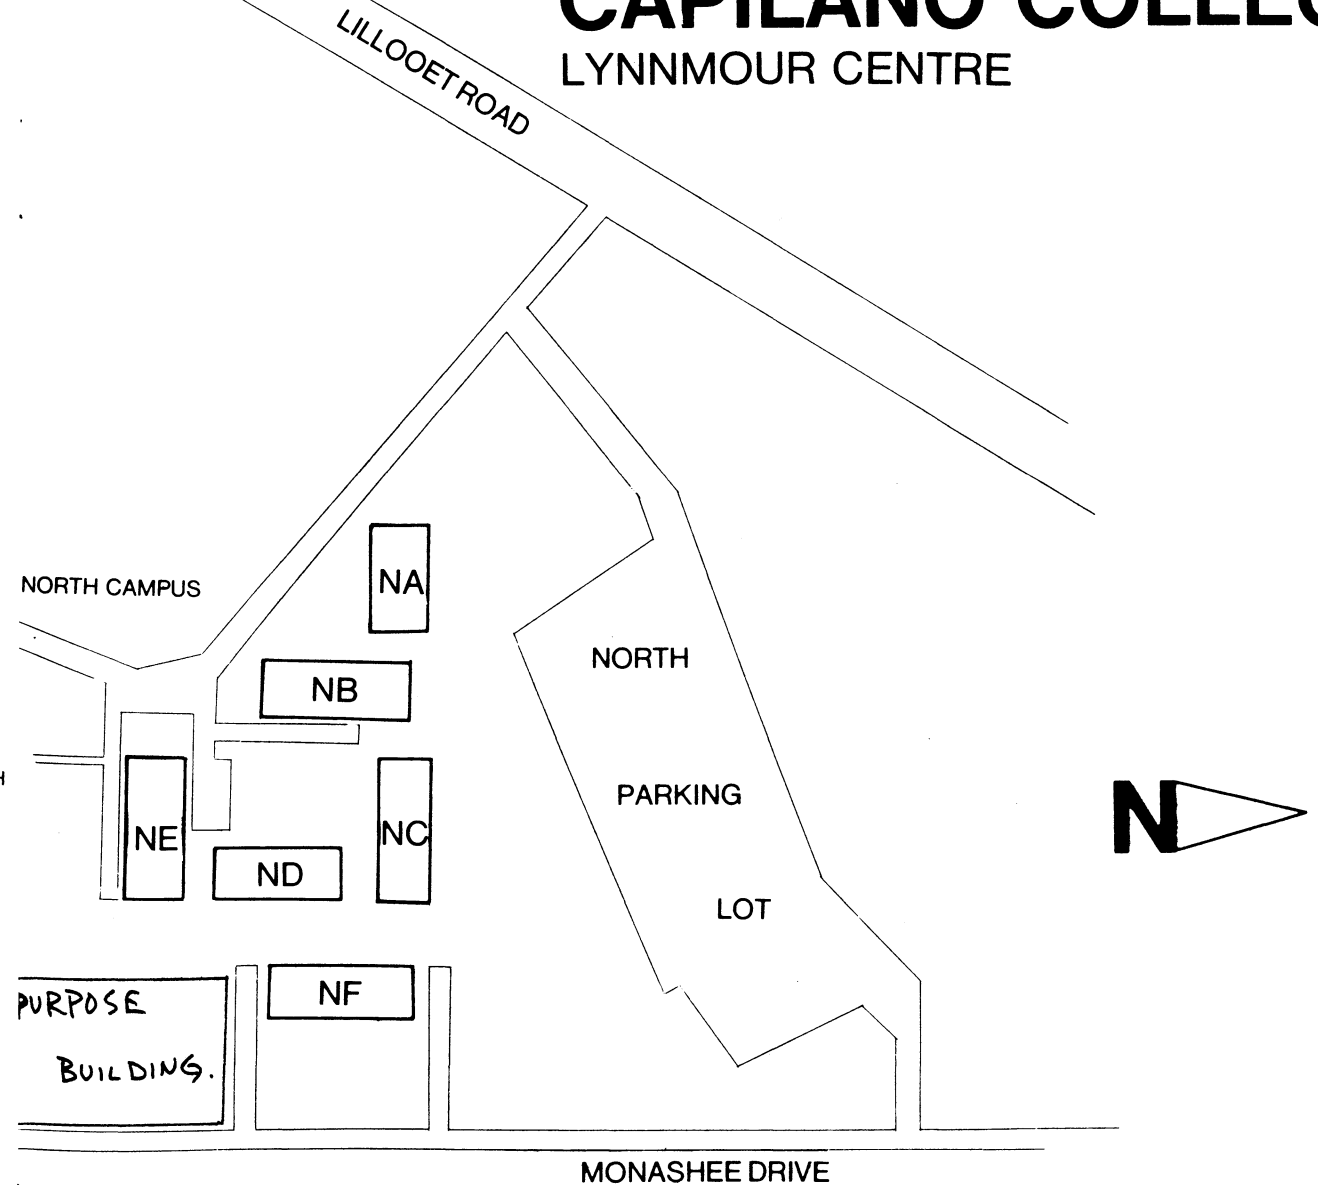 CAPILANO COLLEG
LYNNMOUR CENTRE
LILLOOET ROAD
NORTH CAMPUS
NA
NB
NORTH
PARKING
LOT
N
H
NE
NC
ND
NF
PURPOSE
BUILDING.
MONASHEE DRIVE